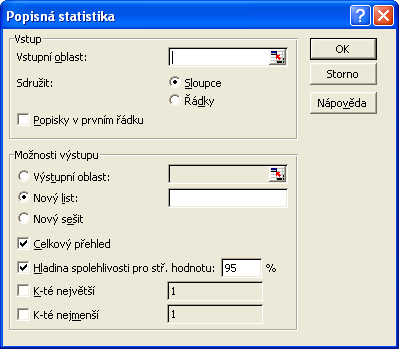 Popisná statistika
Vstup
Vstupní oblast:
Sdružit:
Sloupce
Řádky
Popisky v prvním řádku
OK
Storno
Nápověda
Možnosti výstupu
Výstupní oblast:
Nový list:
Nový sešit
Celkový přehled
Hladina spolehlivosti pro stř. hodnotu: 95 %
K-té největší 1
K-té nejmenší 1